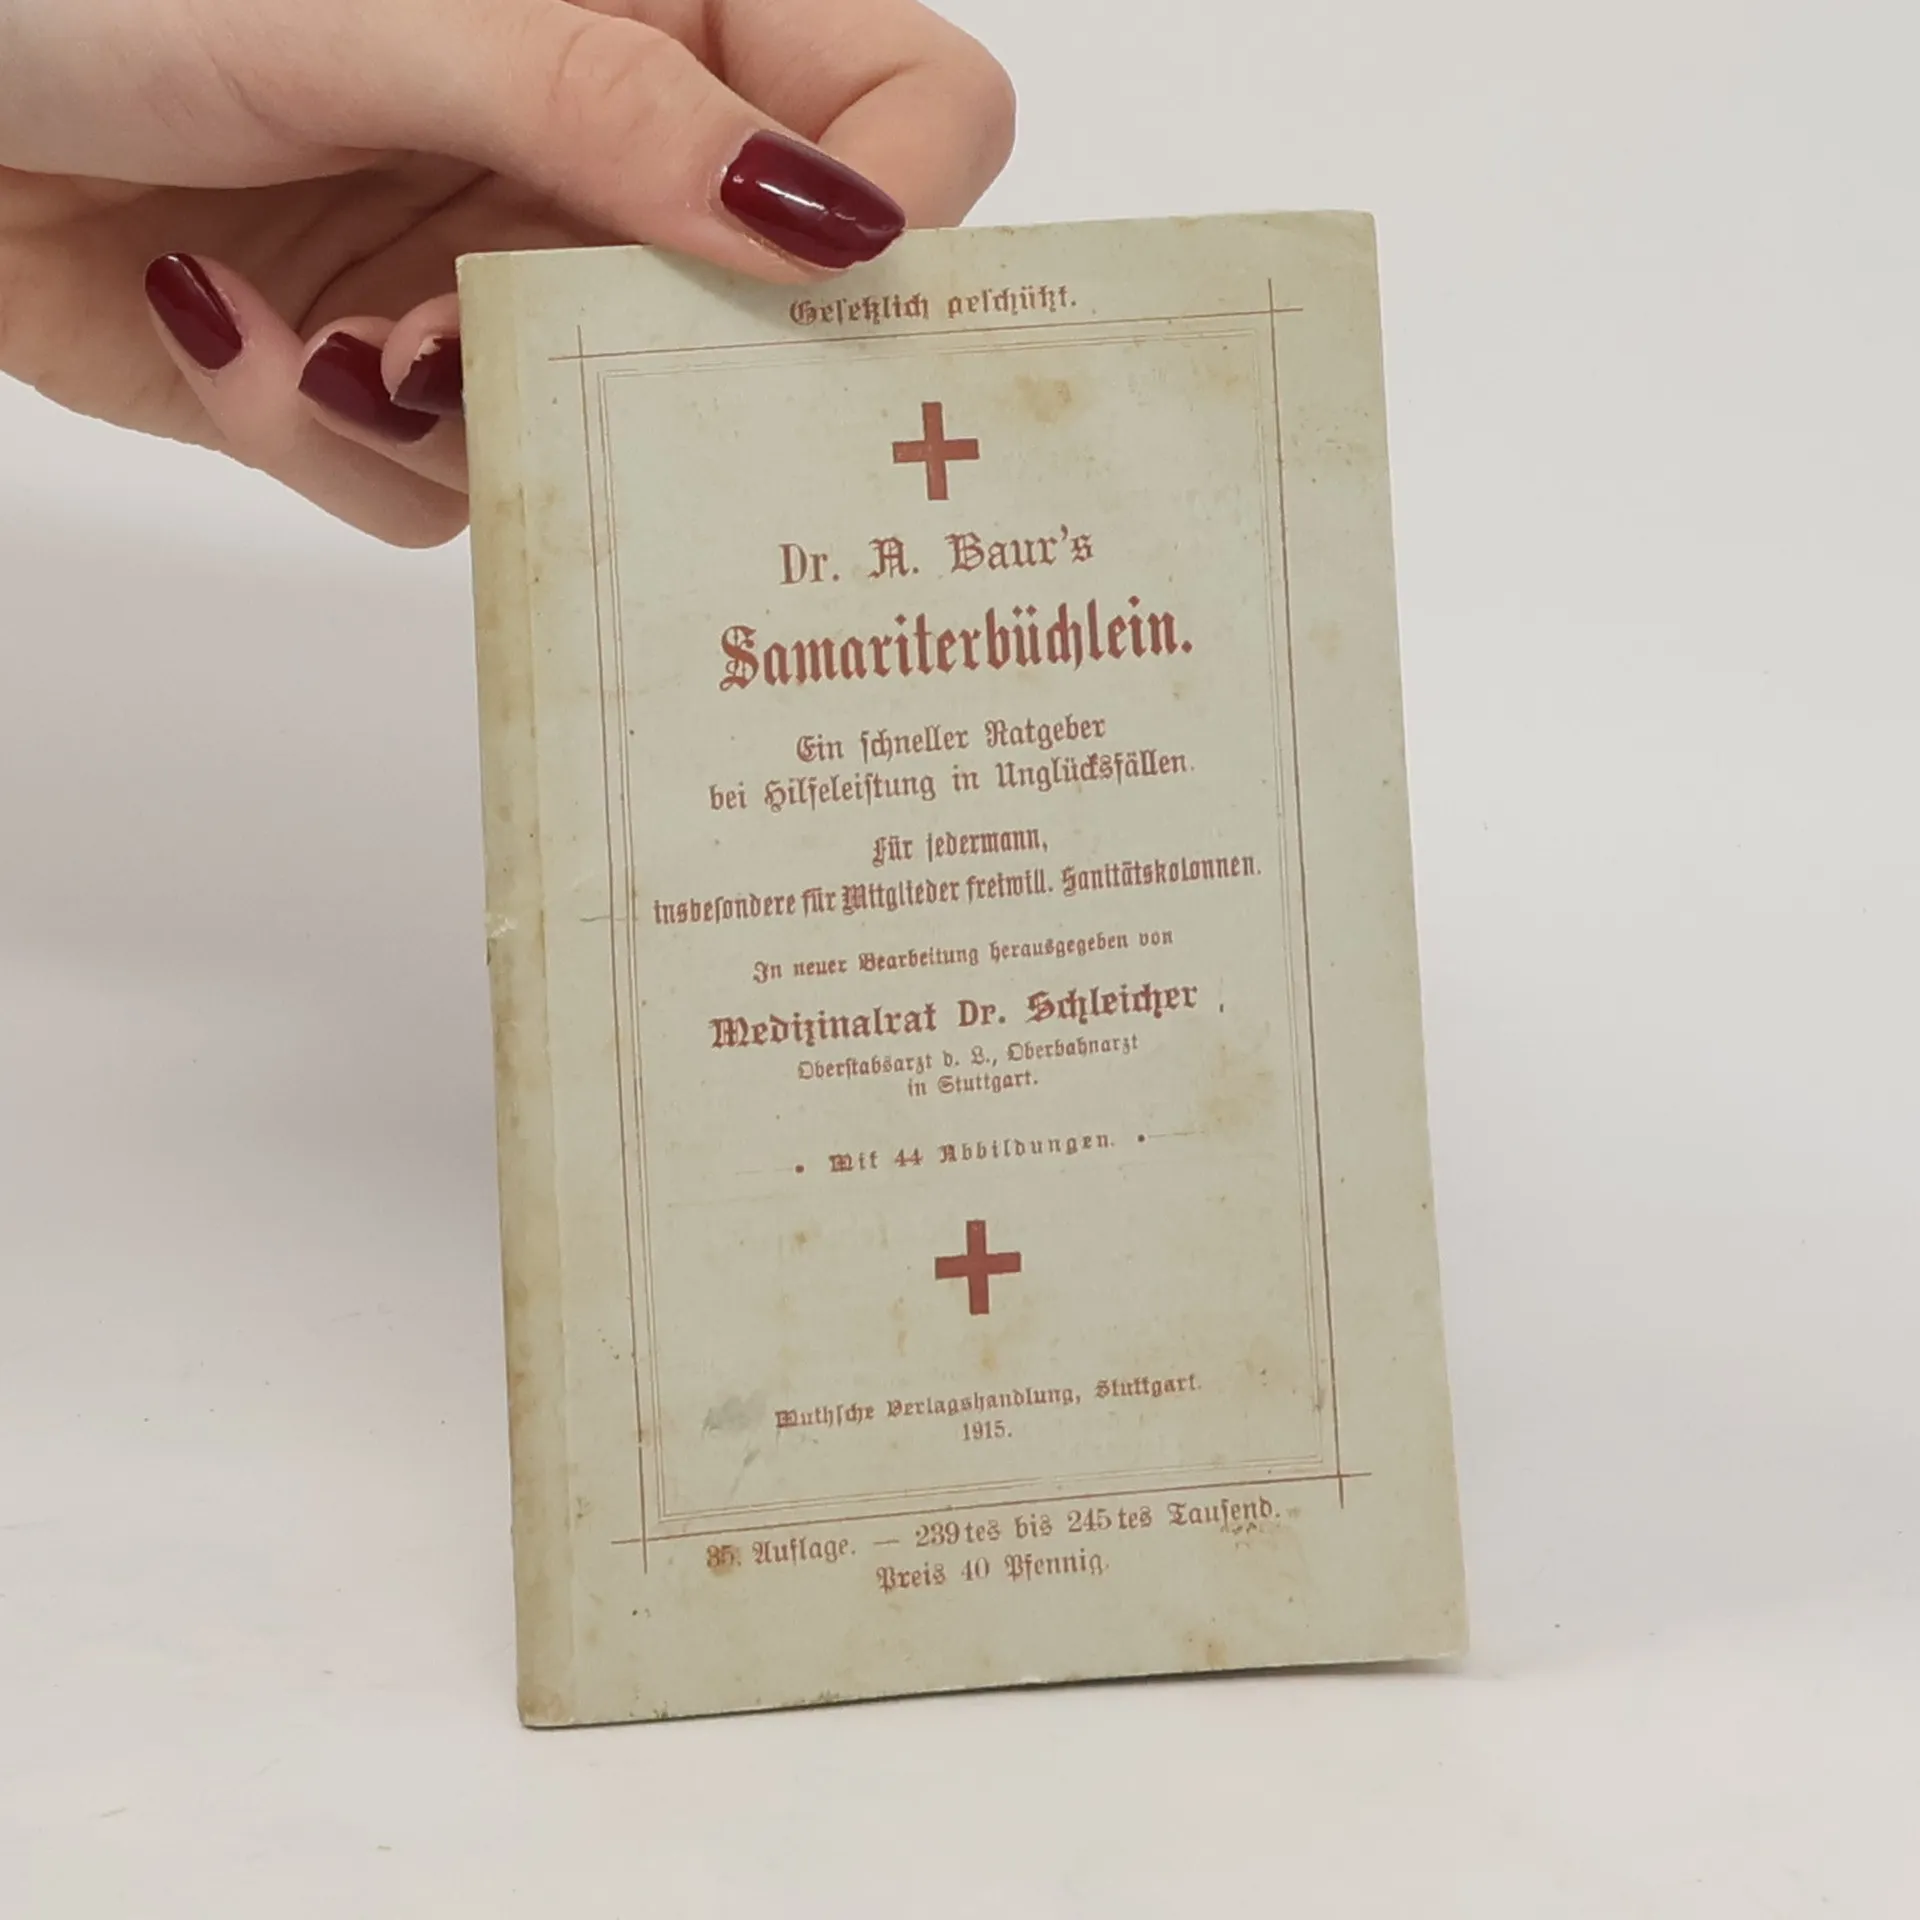 Gesetzlich geschützt.
Dr. A. Baur's
Samariterbüchlein.
Ein schneller Ratgeber
bei Hilfeleistung in Unglücksfällen.
Für jedermann,
insbesondere für Mitglieder freiwill. Sanitätskolonnen.
In neuer Bearbeitung herausgegeben von
Medizinalrat Dr. Schleicher
Oberstabsarzt d. L., Oberbahnarzt
in Stuttgart.
Mit 44 Abbildungen.
Muthsche Verlagshandlung, Stuttgart.
1915.
35. Auflage. — 239tes bis 245tes Tausend.
Preis 40 Pfennig.